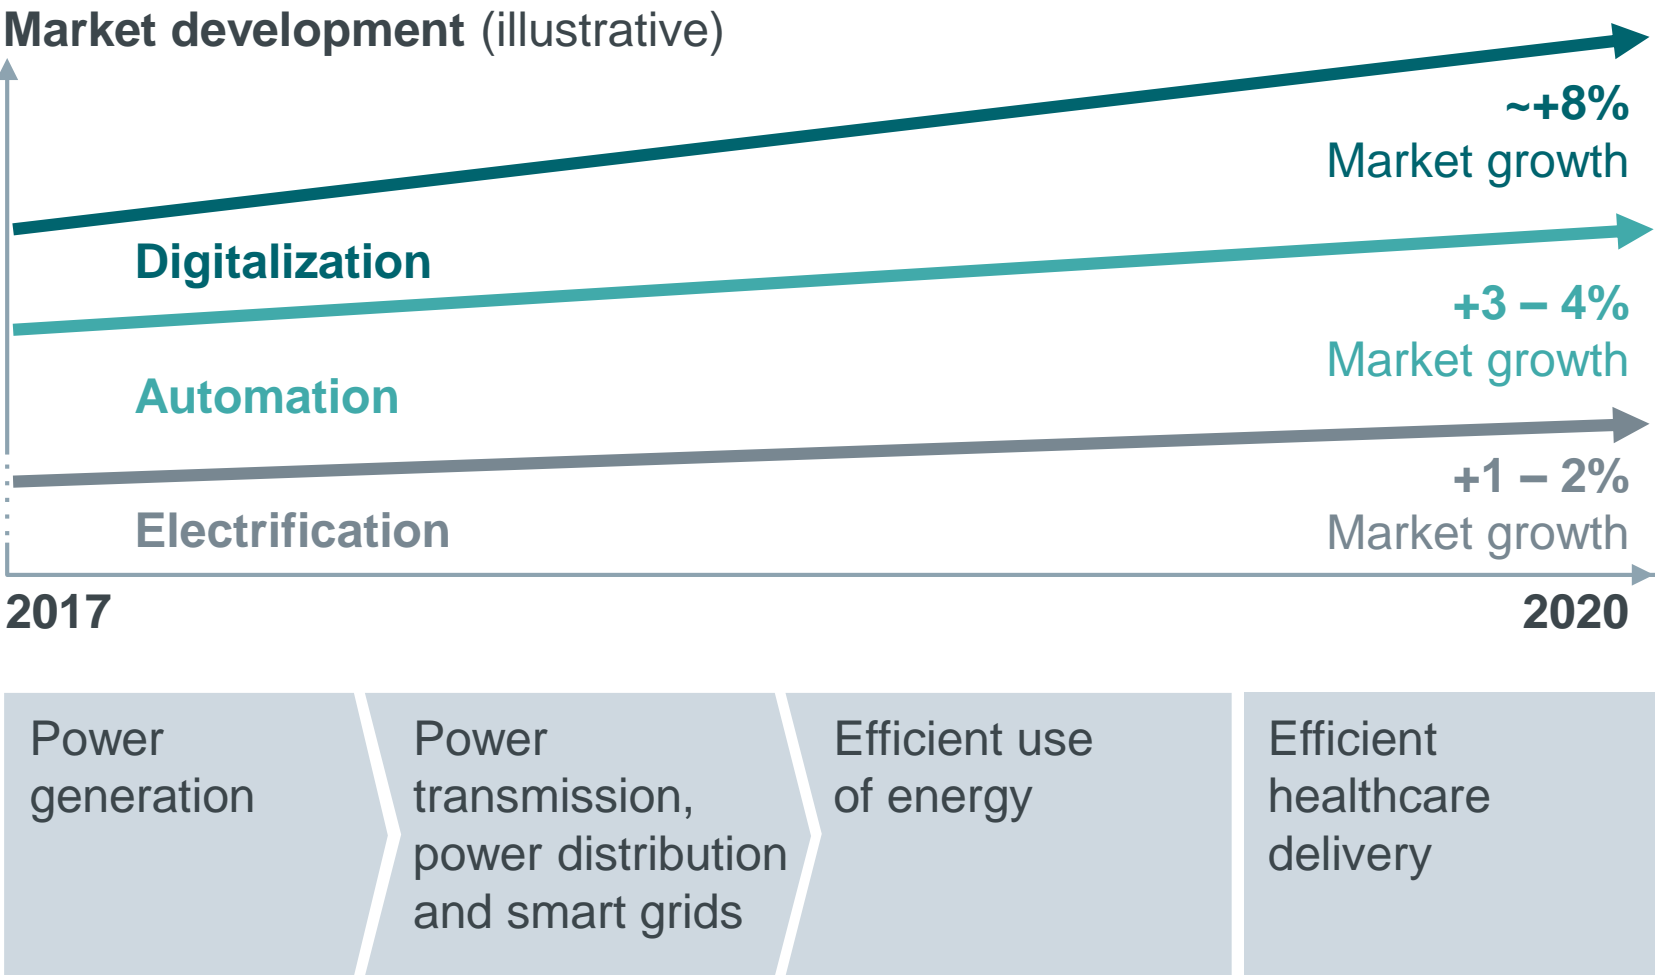 Market development (illustrative)
~+8%
Market growth
Digitalization
+3 – 4%
Market growth
Automation
+1 – 2%
Market growth
Electrification
2017
2020
Power
generation
Power
transmission,
power distribution
and smart grids
Efficient use
of energy
Efficient
healthcare
delivery